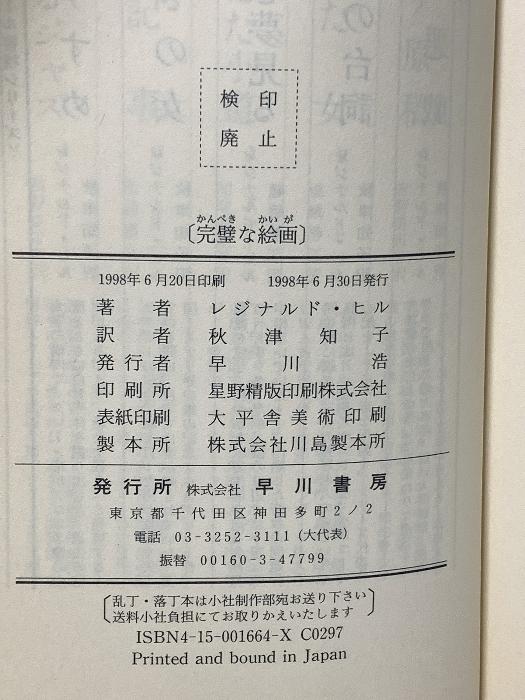 検印
廃止
かんぺき かいが
〔完璧な絵画〕
1998年6月20日印刷 1998年6月30日発行
著者 レジナルド・ヒル
訳者 秋津知子
発行者 早川浩
印刷所 星野精版印刷株式会社
表紙印刷 大平舎美術印刷
製本所 株式会社川島製本所
発行所 株式会社 早川書房
東京都千代田区神田多町2ノ2
電話 03-3252-3111(大代表)
振替 00160-3-47799
乱丁・落丁本は小社制作部宛お送り下さい
送料小社負担にてお取りかえいたします
ISBN4-15-001664-X C0297
Printed and bound in Japan